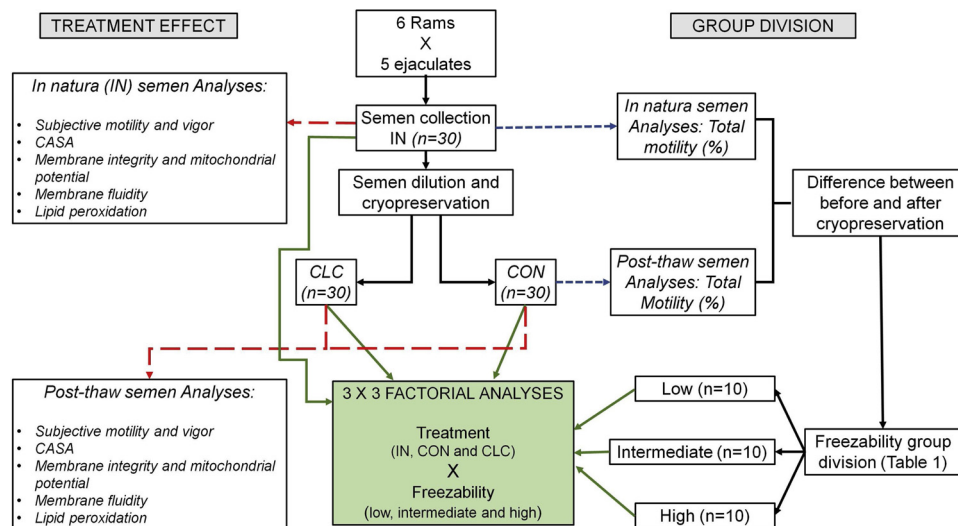 TREATMENT EFFECT
6 Rams
X
5 ejaculates
GROUP DIVISION
In natura (IN) semen Analyses:
• Subjective motility and vigor
• CASA
• Membrane integrity and mitochondrial
potential
• Membrane fluidity
• Lipid peroxidation
Semen collection
IN (n=30)
In natura semen
Analyses: Total
motility (%)
Semen dilution and
cryopreservation
Difference between
before and after
cryopreservation
CLC
(n=30)
CON
(n=30)
Post-thaw semen
Analyses: Total
Motility (%)
Post-thaw semen Analyses:
• Subjective motility and vigor
• CASA
• Membrane integrity and mitochondrial
potential
• Membrane fluidity
• Lipid peroxidation
3 X 3 FACTORIAL ANALYSES
Treatment
(IN, CON and CLC)
X
Freezability
(low, intermediate and high)
Low (n=10)
Intermediate (n=10)
High (n=10)
Freezability group
division (Table 1)